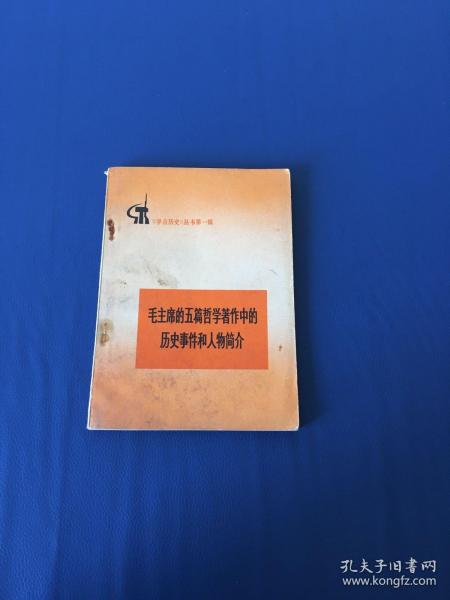 《学点历史》丛书第一辑
毛主席的五篇哲学著作中的
历史事件和人物简介
孔夫子旧书网
www.kongfz.com